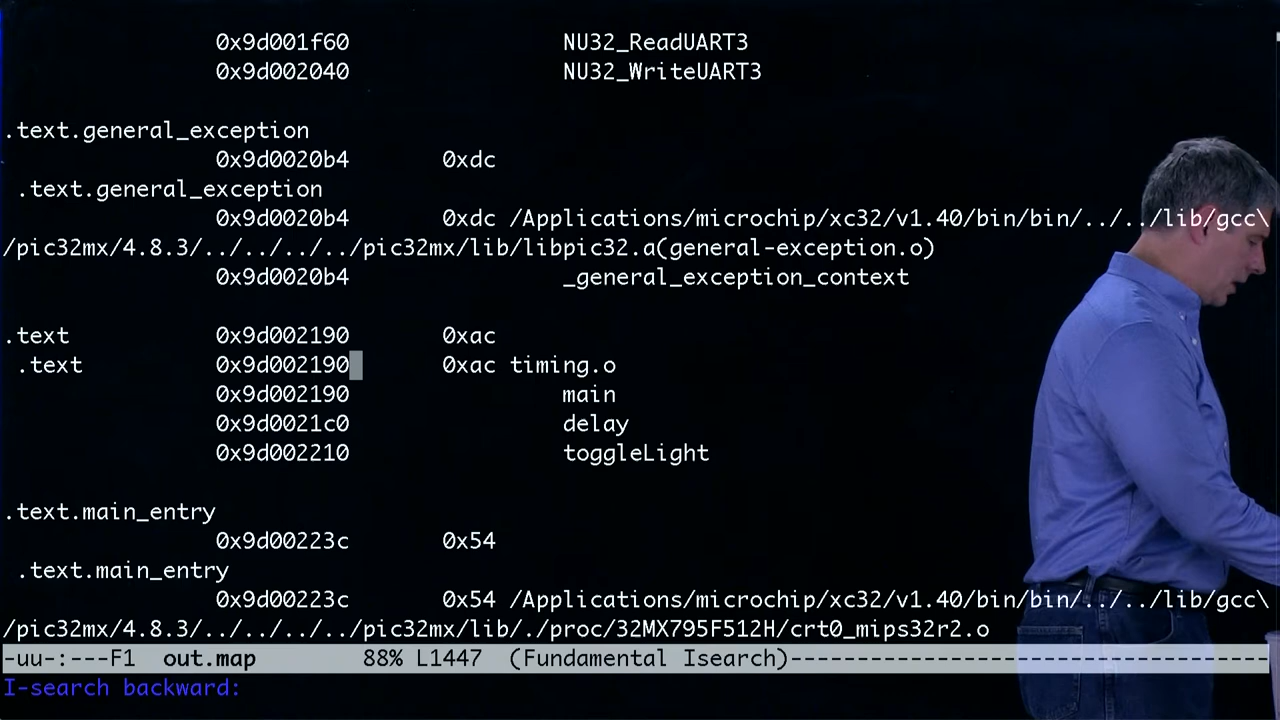 0x9d001f60 NU32_ReadUART3
0x9d002040 NU32_WriteUART3
.text.general_exception
0x9d0020b4 0xdc
.text.general_exception
0x9d0020b4 0xdc /Applications/microchip/xc32/v1.40/bin/bin/../../lib/gcc\
/pic32mx/4.8.3/../../../../pic32mx/lib/libpic32.a(general-exception.o)
0x9d0020b4 _general_exception_context
.text 0x9d002190 0xac
.text 0x9d002190 0xac timing.o
0x9d002190 main
0x9d0021c0 delay
0x9d002210 toggleLight
.text.main_entry
0x9d00223c 0x54
.text.main_entry
0x9d00223c 0x54 /Applications/microchip/xc32/v1.40/bin/bin/../../lib/gcc\
/pic32mx/4.8.3/../../../../pic32mx/lib/./proc/32MX795F512H/crt0_mips32r2.o
-uu-:---F1 out.map 88% L1447 (Fundamental Isearch)------------------------------------
I-search backward: